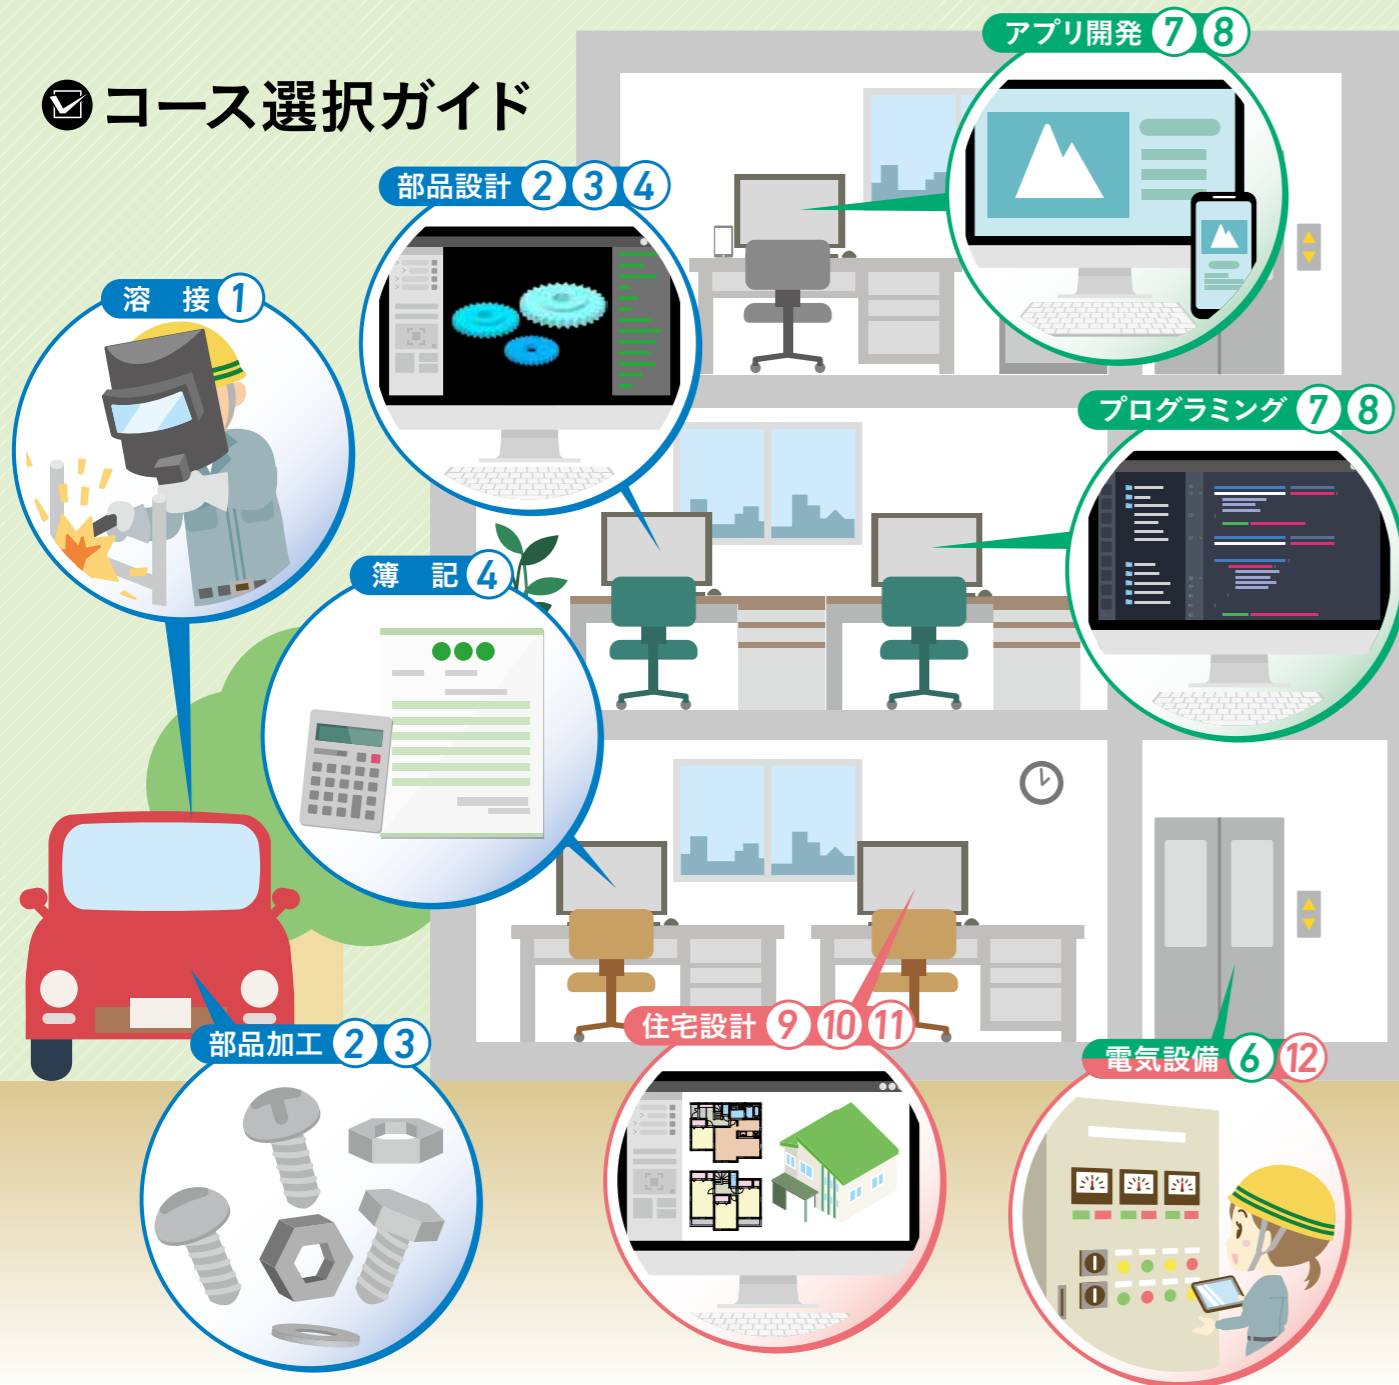 コース選択ガイド
アプリ開発 7 8
部品設計 2 3 4
溶 接 1
プログラミング 7 8
簿 記 4
部品加工 2 3
住宅設計 9 10 11
電気設備 6 12